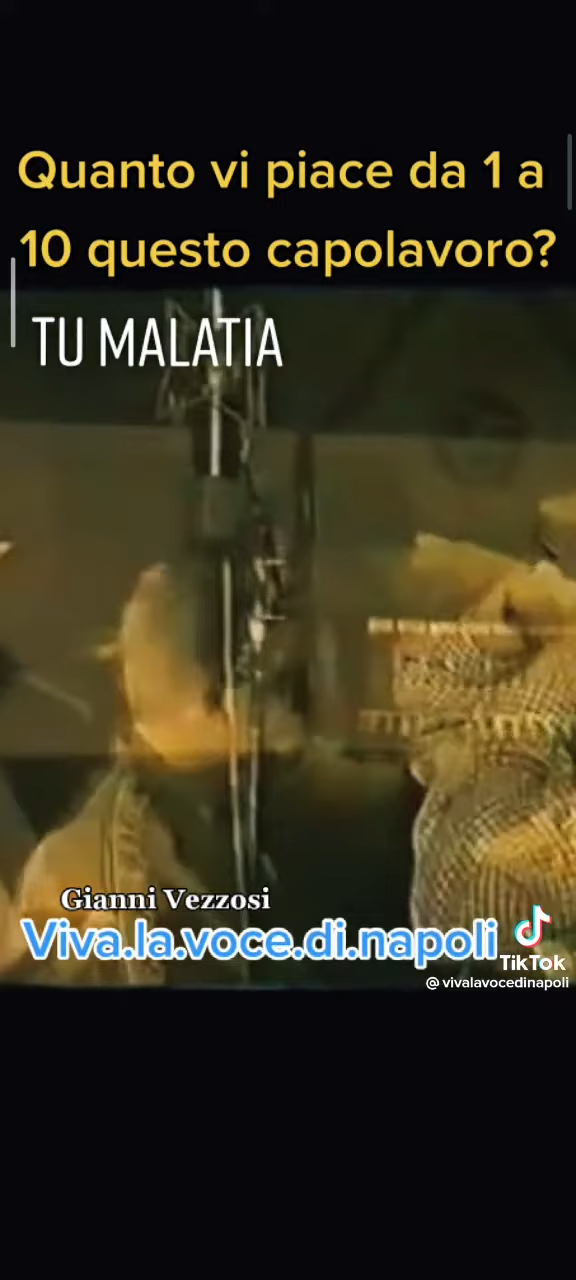 Quanto vi piace da 1 a
10 questo capolavoro?
TU MALATIA
Gianni Vezzosi
Viva.la.voce.di.napoli
TikTok
@vivalavocedinapoli